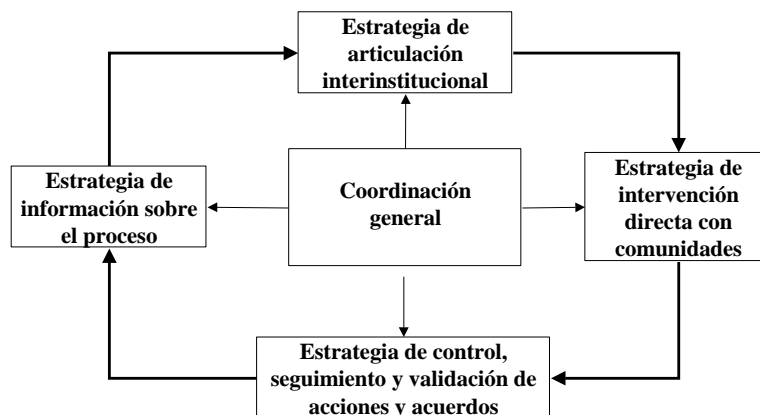 Estrategia de
articulación
interinstitucional
Estrategia de
información sobre
el proceso
Coordinación
general
Estrategia de
intervención
directa con
comunidades
Estrategia de control,
seguimiento y validación de
acciones y acuerdos